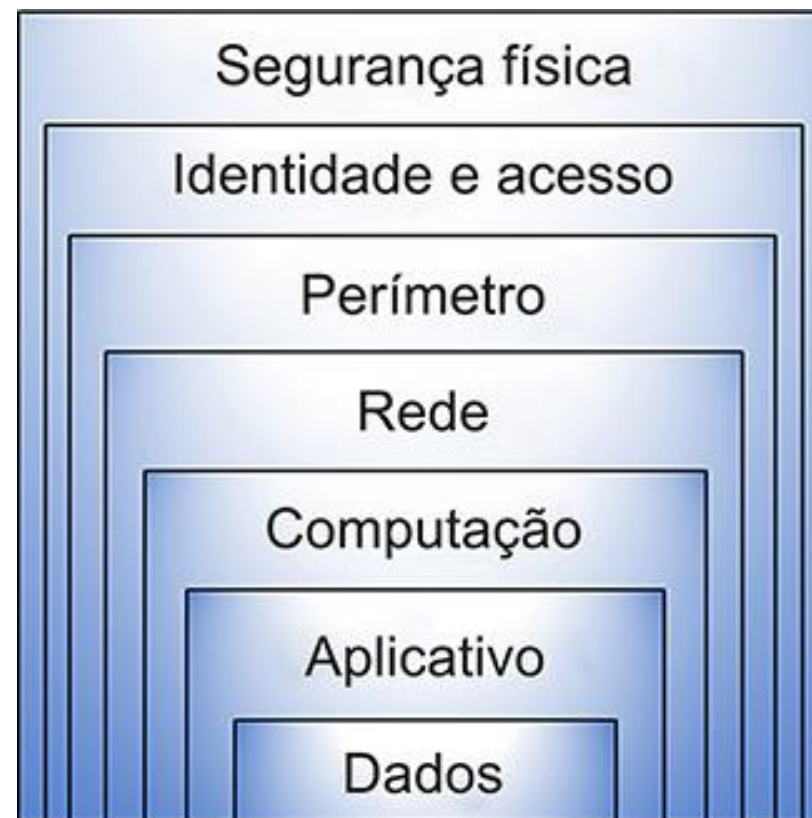 Segurança física
Identidade e acesso
Perímetro
Rede
Computação
Aplicativo
Dados